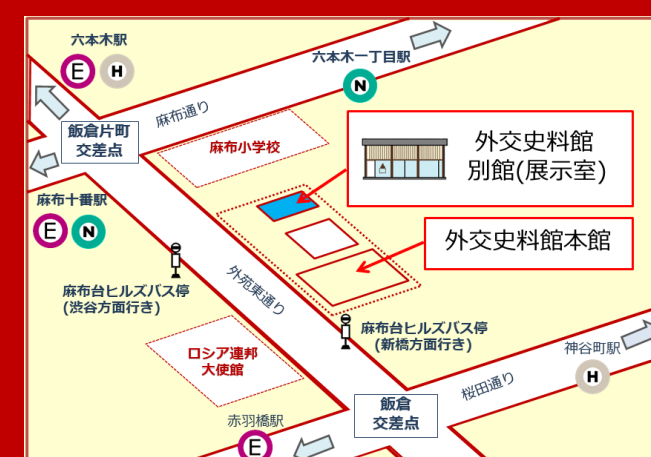 六本木駅
E H
六本木一丁目駅
N
麻布通り
飯倉片町
交差点
麻布小学校
外交史料館
別館(展示室)
麻布十番駅
E N
外交史料館本館
外苑東通り
麻布台ヒルズバス停
(渋谷方面行き)
麻布台ヒルズバス停
(新橋方面行き)
ロシア連邦
大使館
神谷町駅
H
桜田通り
飯倉
交差点
赤羽橋駅
E